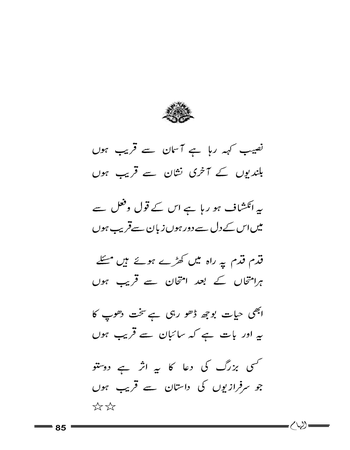 نصیب کہہ رہا ہے آسمان سے قریب ہوں
بلندیوں کے آخری نشان سے قریب ہوں
یہ انکشاف ہو رہا ہے اس کے قول وفعل سے
میں اس کے دل سے دور ہوں زبان سے قریب ہوں
قدم قدم پہ راہ میں کھڑے ہوئے ہیں مسئلے
ہرامتحاں کے بعد امتحان سے قریب ہوں
ابھی حیات بوجھ ڈھو رہی ہے سخت دھوپ کا
یہ اور بات ہے کہ سائبان سے قریب ہوں
کسی بزرگ کی دعا کا یہ اثر ہے دوستو
جو سرفرازیوں کی داستان سے قریب ہوں
☆☆
85
الہام